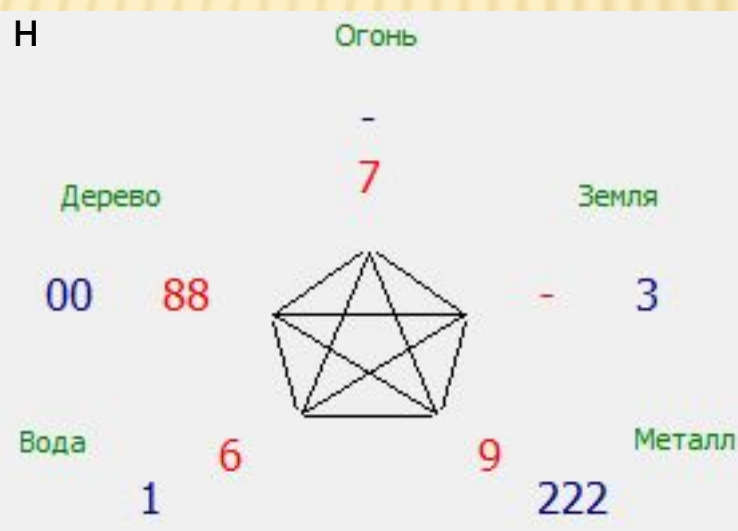 Н
Огонь
-
7
Дерево
Земля
00 88
- 3
Вода
6
9
Металл
1
222